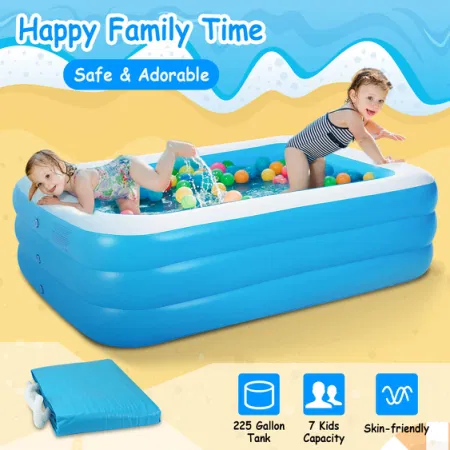 Happy Family Time
Safe & Adorable
225 Gallon
Tank
7 Kids
Capacity
Skin-friendly